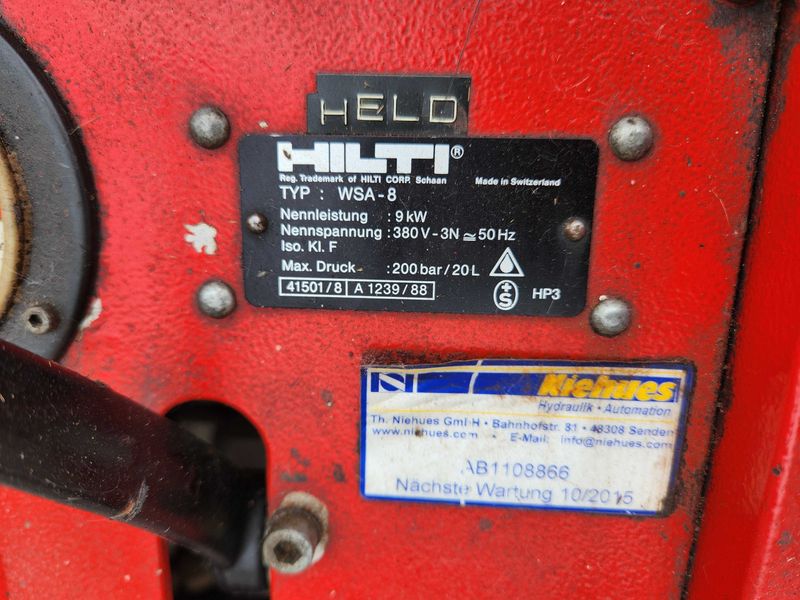 HELD
HILTI®
Reg. Trademark of HILTI CORP. Schaan Made in Switzerland
TYP : WSA-8
Nennleistung : 9 kW
Nennspannung : 380 V - 3N ≅ 50 Hz
Iso. Kl. F
Max. Druck : 200 bar / 20 L
41501/8 A 1239/88 +S HP3
N Niehues
Hydraulik · Automation
Th. Niehues GmbH · Bahnhofstr. 81 · 48308 Senden
www.niehues.com · E-Mail: info@niehues.com
AB1108866
Nächste Wartung 10/2015